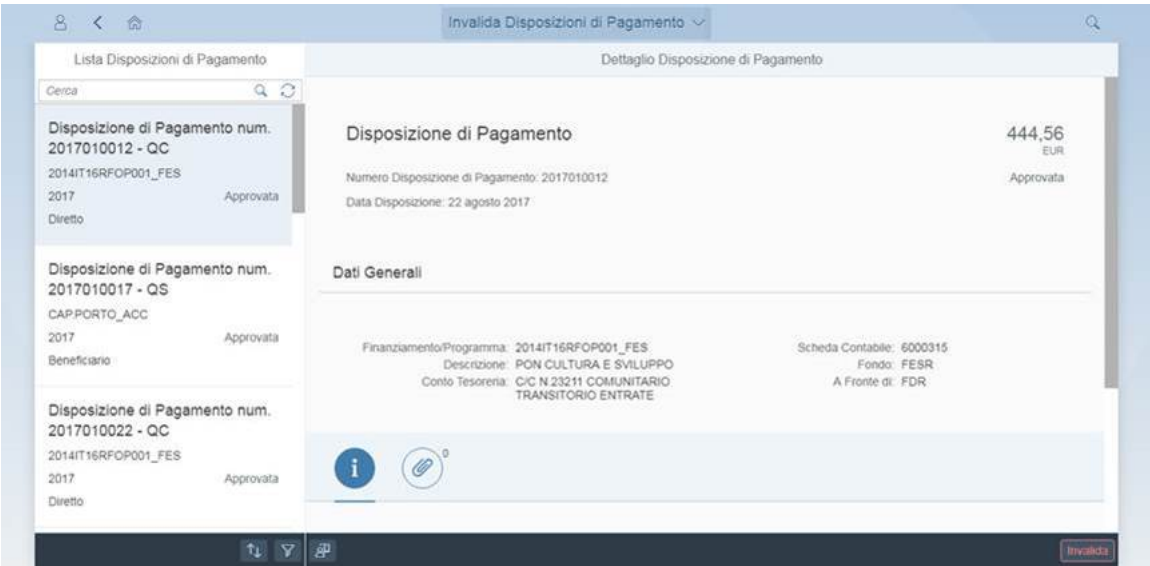 Invalida Disposizioni di Pagamento
Lista Disposizioni di Pagamento
Cerca
Disposizione di Pagamento num.
2017010012 - QC
2014IT16RFOP001_FES
2017 Approvata
Diretto
Disposizione di Pagamento num.
2017010017 - QS
CAP.PORTO_ACC
2017 Approvata
Beneficiario
Disposizione di Pagamento num.
2017010022 - QC
2014IT16RFOP001_FES
2017 Approvata
Diretto
Dettaglio Disposizione di Pagamento
Disposizione di Pagamento 444,56
EUR
Numero Disposizione di Pagamento: 2017010012 Approvata
Data Disposizione: 22 agosto 2017
Dati Generali
Finanziamento/Programma: 2014IT16RFOP001_FES Scheda Contabile: 6000315
Descrizione: PON CULTURA E SVILUPPO Fondo: FESR
Conto Tesoreria: C/C N.23211 COMUNITARIO A Fronte di: FDR
TRANSITORIO ENTRATE
0
Invalida